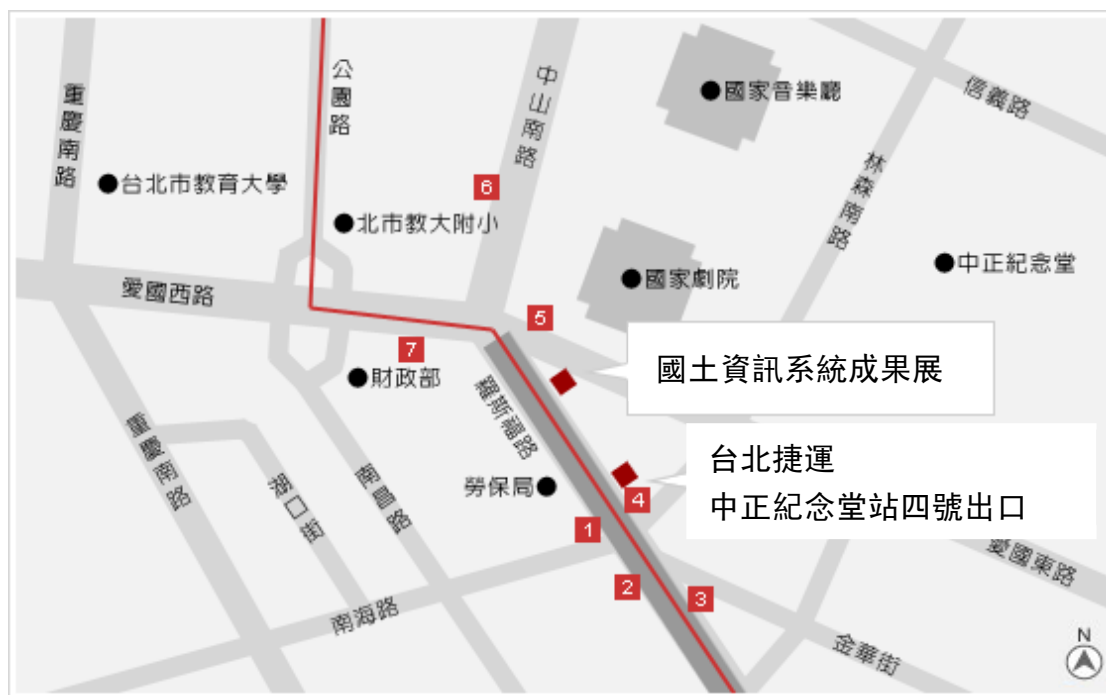 公園路
中山南路
重慶南路
國家音樂廳
信義路
林森南路
台北市教育大學
6
北市教大附小
中正紀念堂
國家劇院
愛國西路
5
7
國土資訊系統成果展
財政部
羅斯福路
台北捷運
中正紀念堂站四號出口
重慶南路
湖口街
南昌路
勞保局
4
1
愛國東路
2
3
南海路
金華街
N